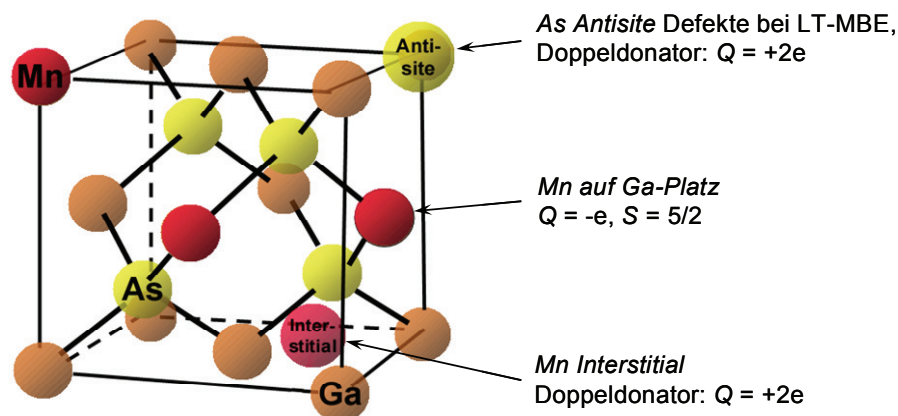 As Antisite Defekte bei LT-MBE,
Doppeldonator: Q = +2e
Anti-
site
Mn
Mn auf Ga-Platz
Q = -e, S = 5/2
As
Inter-
stitial
Mn Interstitial
Doppeldonator: Q = +2e
Ga